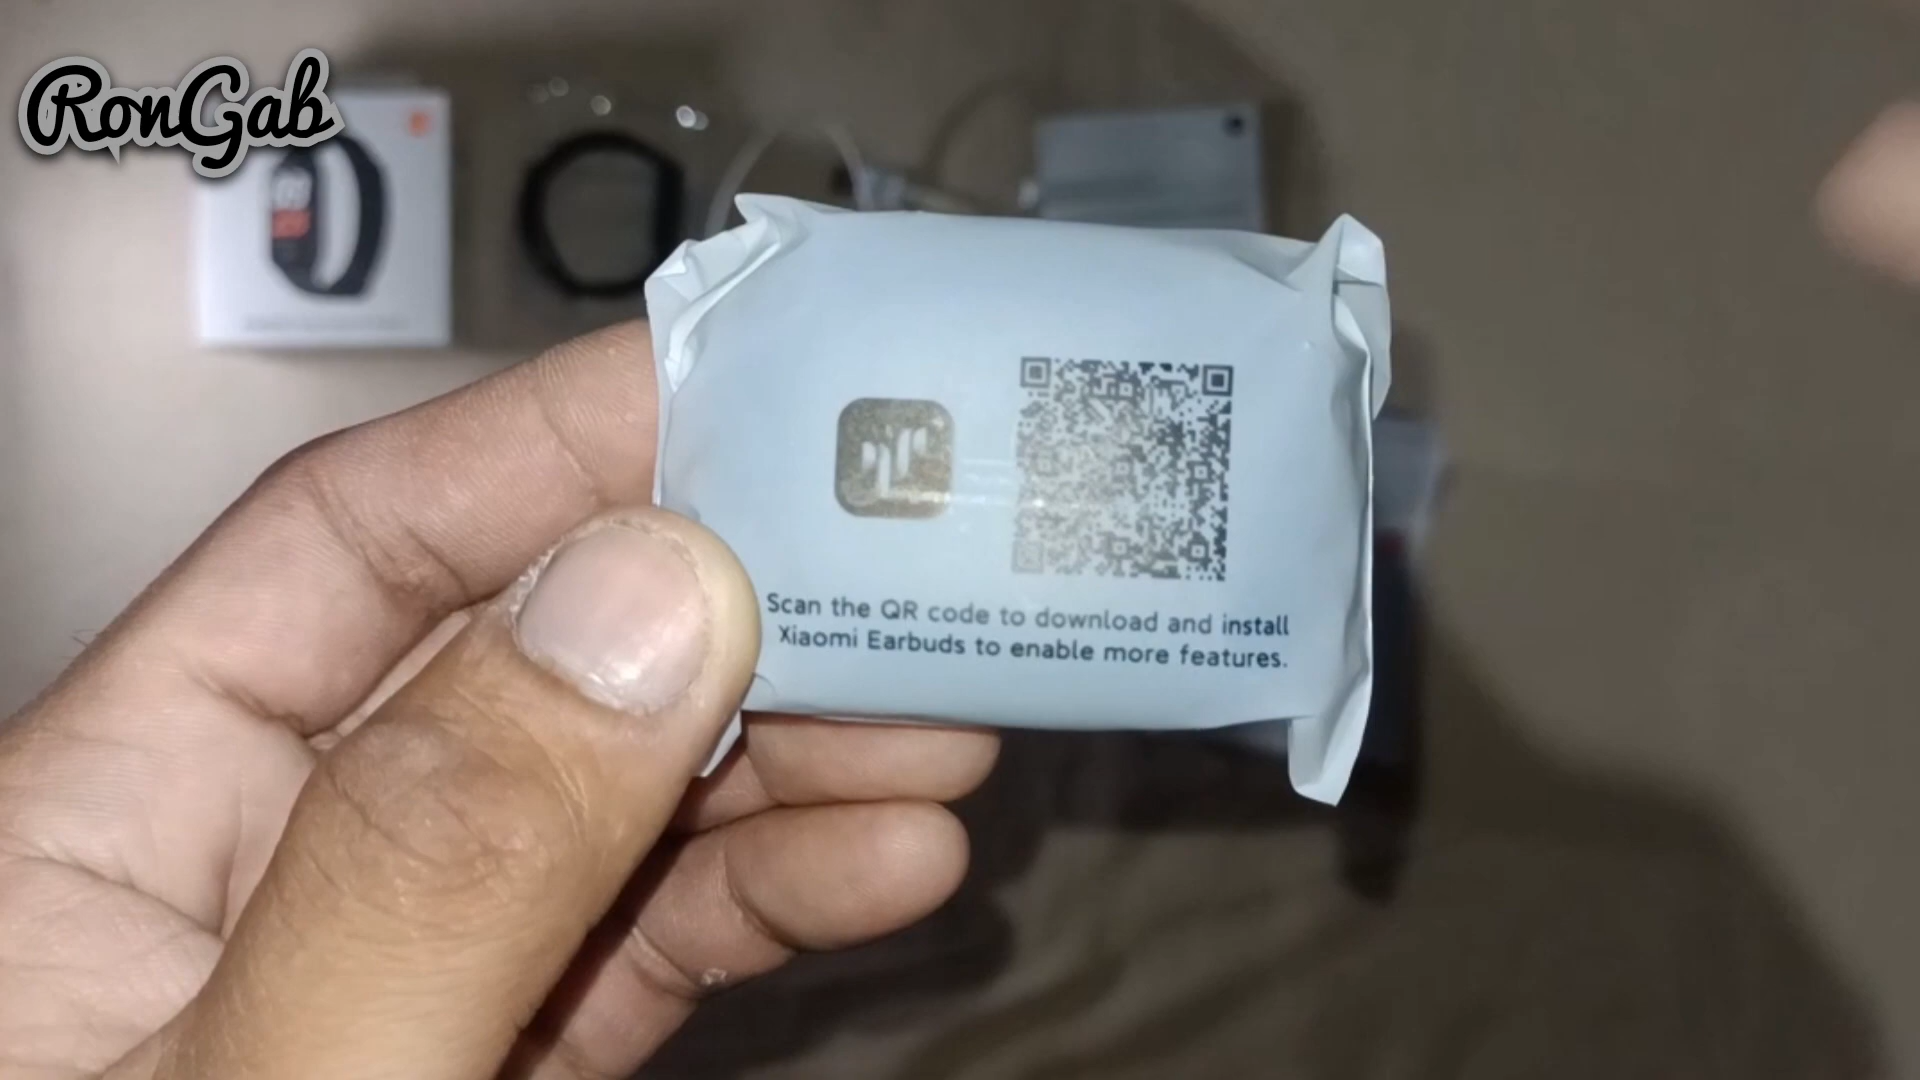 RonGab
Scan the QR code to download and install
Xiaomi Earbuds to enable more features.